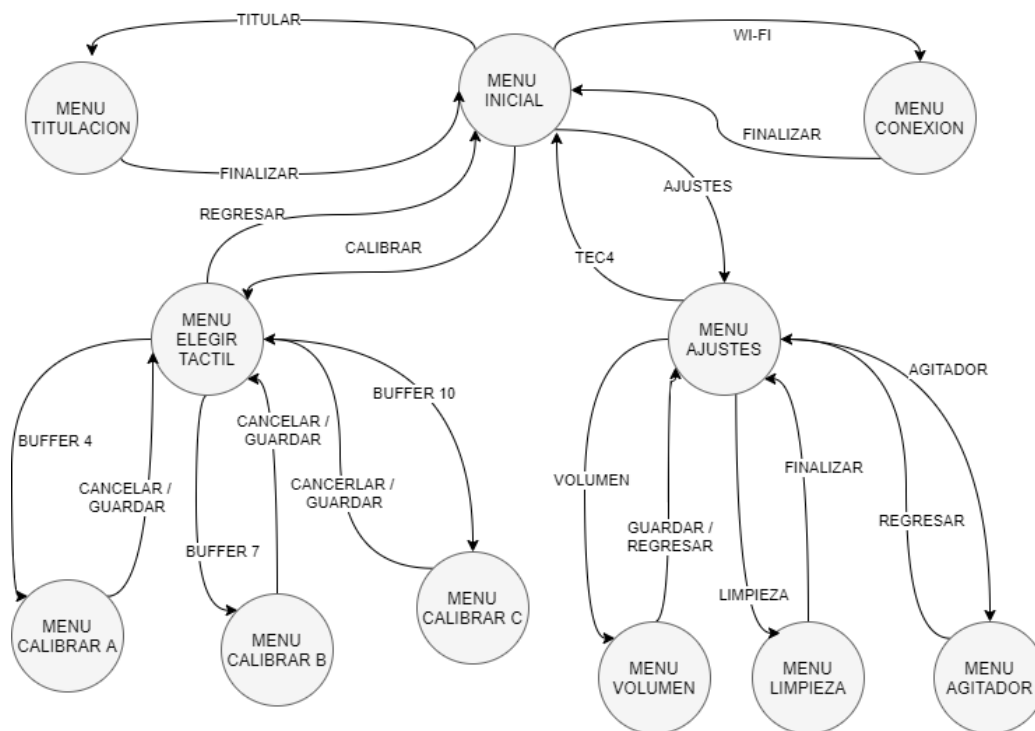 TITULAR
WI-FI
MENU
INICIAL
MENU
TITULACION
MENU
CONEXION
FINALIZAR
FINALIZAR
AJUSTES
REGRESAR
CALIBRAR
TEC4
MENU
ELEGIR
TACTIL
MENU
AJUSTES
BUFFER 4
CANCELAR /
GUARDAR
CANCELAR /
GUARDAR
BUFFER 10
CANCERLAR /
GUARDAR
BUFFER 7
AGITADOR
VOLUMEN
FINALIZAR
GUARDAR /
REGRESAR
REGRESAR
LIMPIEZA
MENU
CALIBRAR A
MENU
CALIBRAR B
MENU
CALIBRAR C
MENU
VOLUMEN
MENU
LIMPIEZA
MENU
AGITADOR